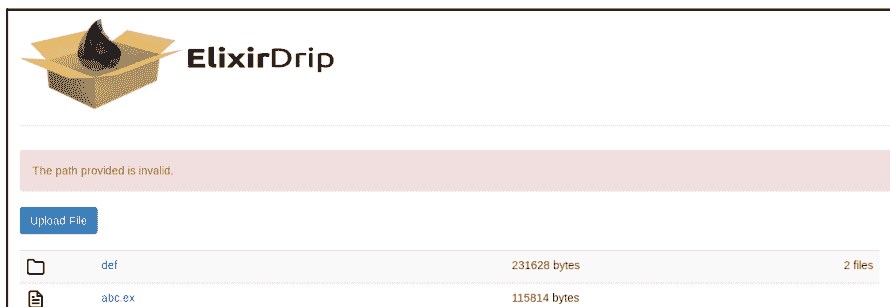 ElixirDrip
The path provided is invalid.
Upload File
def 231628 bytes 2 files
abc.ex 115814 bytes